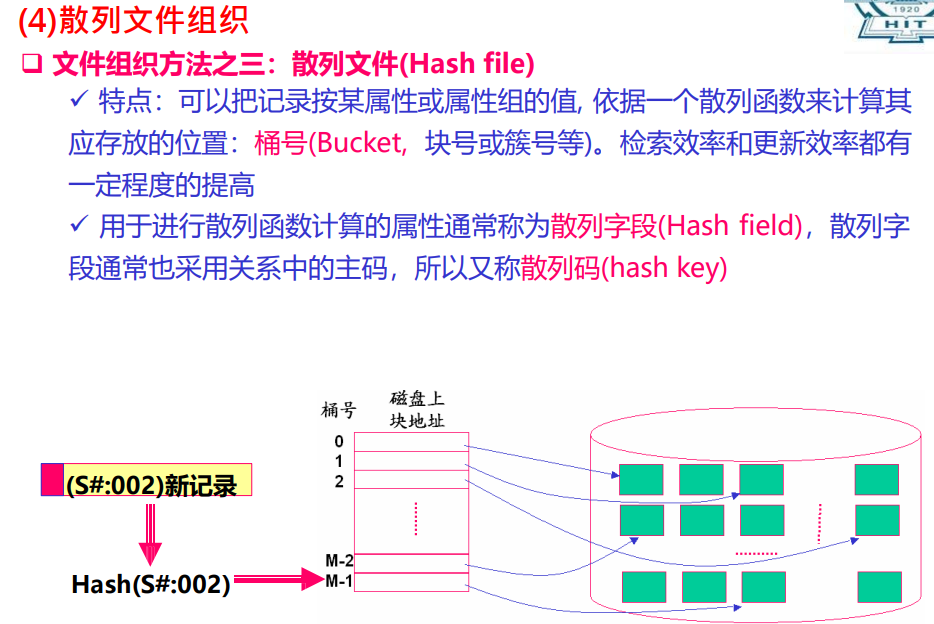 (4)散列文件组织
1920
HIT
❑ 文件组织方法之三：散列文件(Hash file)
✓ 特点：可以把记录按某属性或属性组的值, 依据一个散列函数来计算其
应存放的位置：桶号(Bucket, 块号或簇号等)。检索效率和更新效率都有
一定程度的提高
✓ 用于进行散列函数计算的属性通常称为散列字段(Hash field)，散列字
段通常也采用关系中的主码，所以又称散列码(hash key)
桶号
磁盘上
块地址
0
1
2
M-2
M-1
(S#:002)新记录
Hash(S#:002)